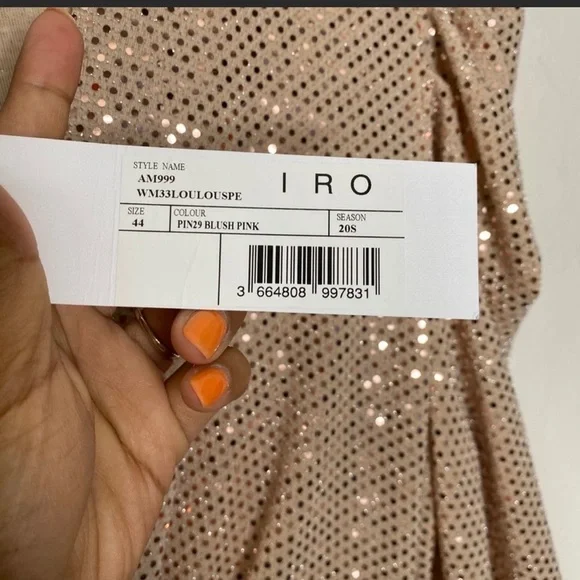 STYLE NAME
AM999
WM33LOULOUSPE
IRO
SIZE
44
COLOUR
PIN29 BLUSH PINK
SEASON
20S
3 664808 997831